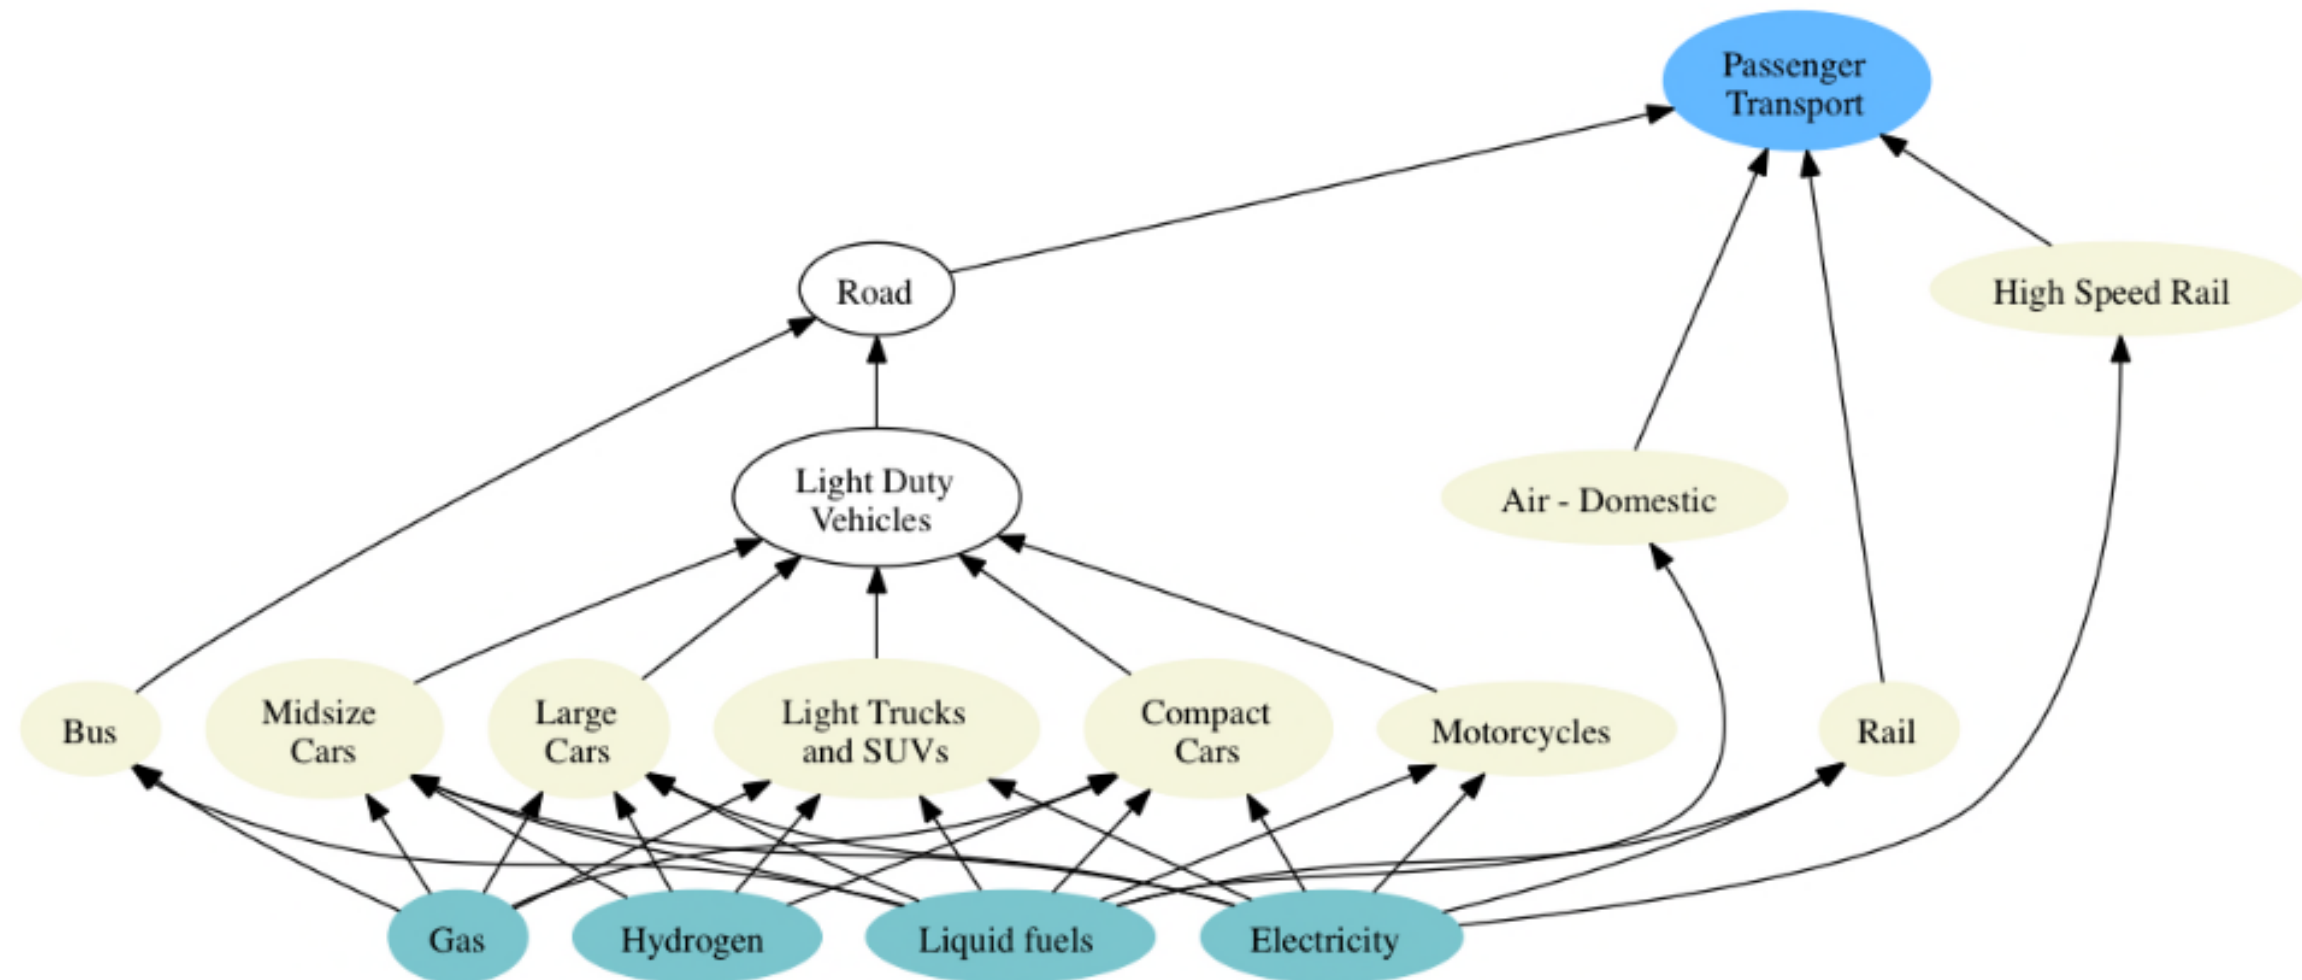 Passenger
Transport
Road
High Speed Rail
Light Duty
Vehicles
Air - Domestic
Bus
Midsize
Cars
Large
Cars
Light Trucks
and SUVs
Compact
Cars
Motorcycles
Rail
Gas
Hydrogen
Liquid fuels
Electricity